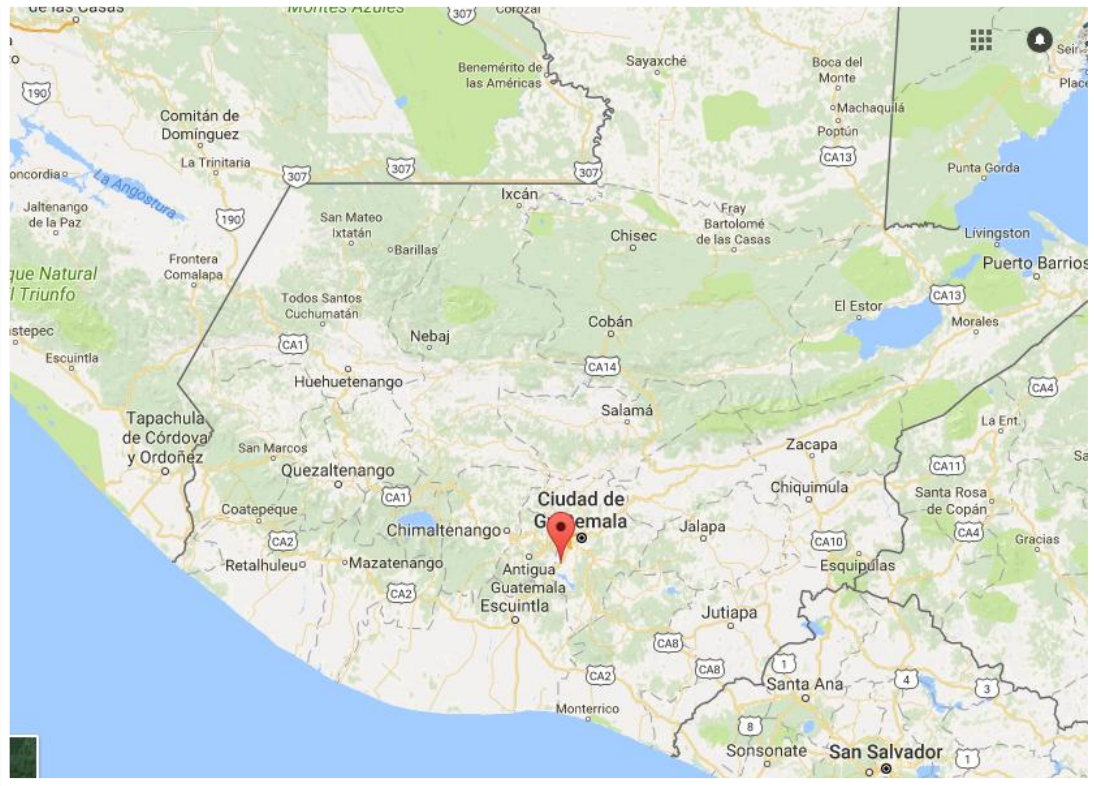 de las Casas
Montes Azules
307
Corozal
Benemérito de
las Américas
Sayaxché
Boca del
Monte
Machaquilá
Poptún
CA13
190
Comitán de
Domínguez
La Trinitaria
307
307
307
Punta Gorda
oncordia
La Angostura
Jaltenango
de la Paz
190
Ixcán
San Mateo
Ixtatán
Barillas
Chisec
Fray
Bartolomé
de las Casas
Livingston
Puerto Barrios
Frontera
Comalapa
que Natural
l Triunfo
Todos Santos
Cuchumatán
CA13
El Estor
Morales
stepec
Escuintla
CA1
Nebaj
Cobán
CA14
Huehuetenango
CA4
Tapachula
de Córdova
y Ordoñez
Salamá
La Ent.
San Marcos
Quezaltenango
Zacapa
CA11
Sa
CA1
Ciudad de
Guatemala
Chiquimula
Santa Rosa
de Copán
Coatepeque
Chimaltenango
Jalapa
CA2
CA10
CA4
Gracias
Retalhuleu
Mazatenango
Antigua
Guatemala
Esquipulas
CA2
Escuintla
Jutiapa
CA8
CA8
1
CA2
Santa Ana
4
3
Monterrico
8
Sonsonate
San Salvador
1